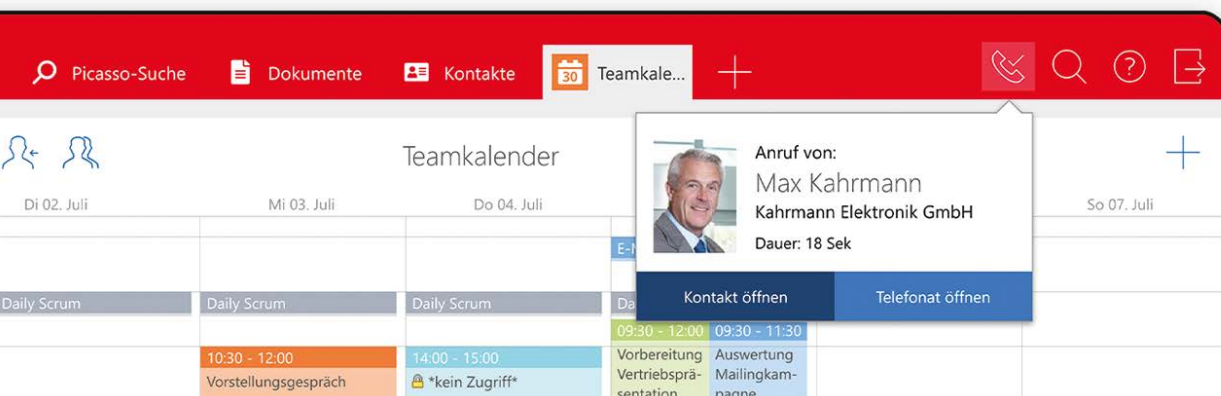 Picasso-Suche
Dokumente
Kontakte
30
Teamkale...
?
Teamkalender
Anruf von:
Max Kahrmann
Kahrmann Elektronik GmbH
Dauer: 18 Sek
Kontakt öffnen
Telefonat öffnen
Di 02. Juli
Mi 03. Juli
Do 04. Juli
So 07. Juli
Daily Scrum
Daily Scrum
Daily Scrum
10:30 - 12:00
Vorstellungsgespräch
14:00 - 15:00
*kein Zugriff*
09:30 - 12:00
Vorbereitung
Vertriebsprä-
sentation
09:30 - 11:30
Auswertung
Mailingkam-
pagne